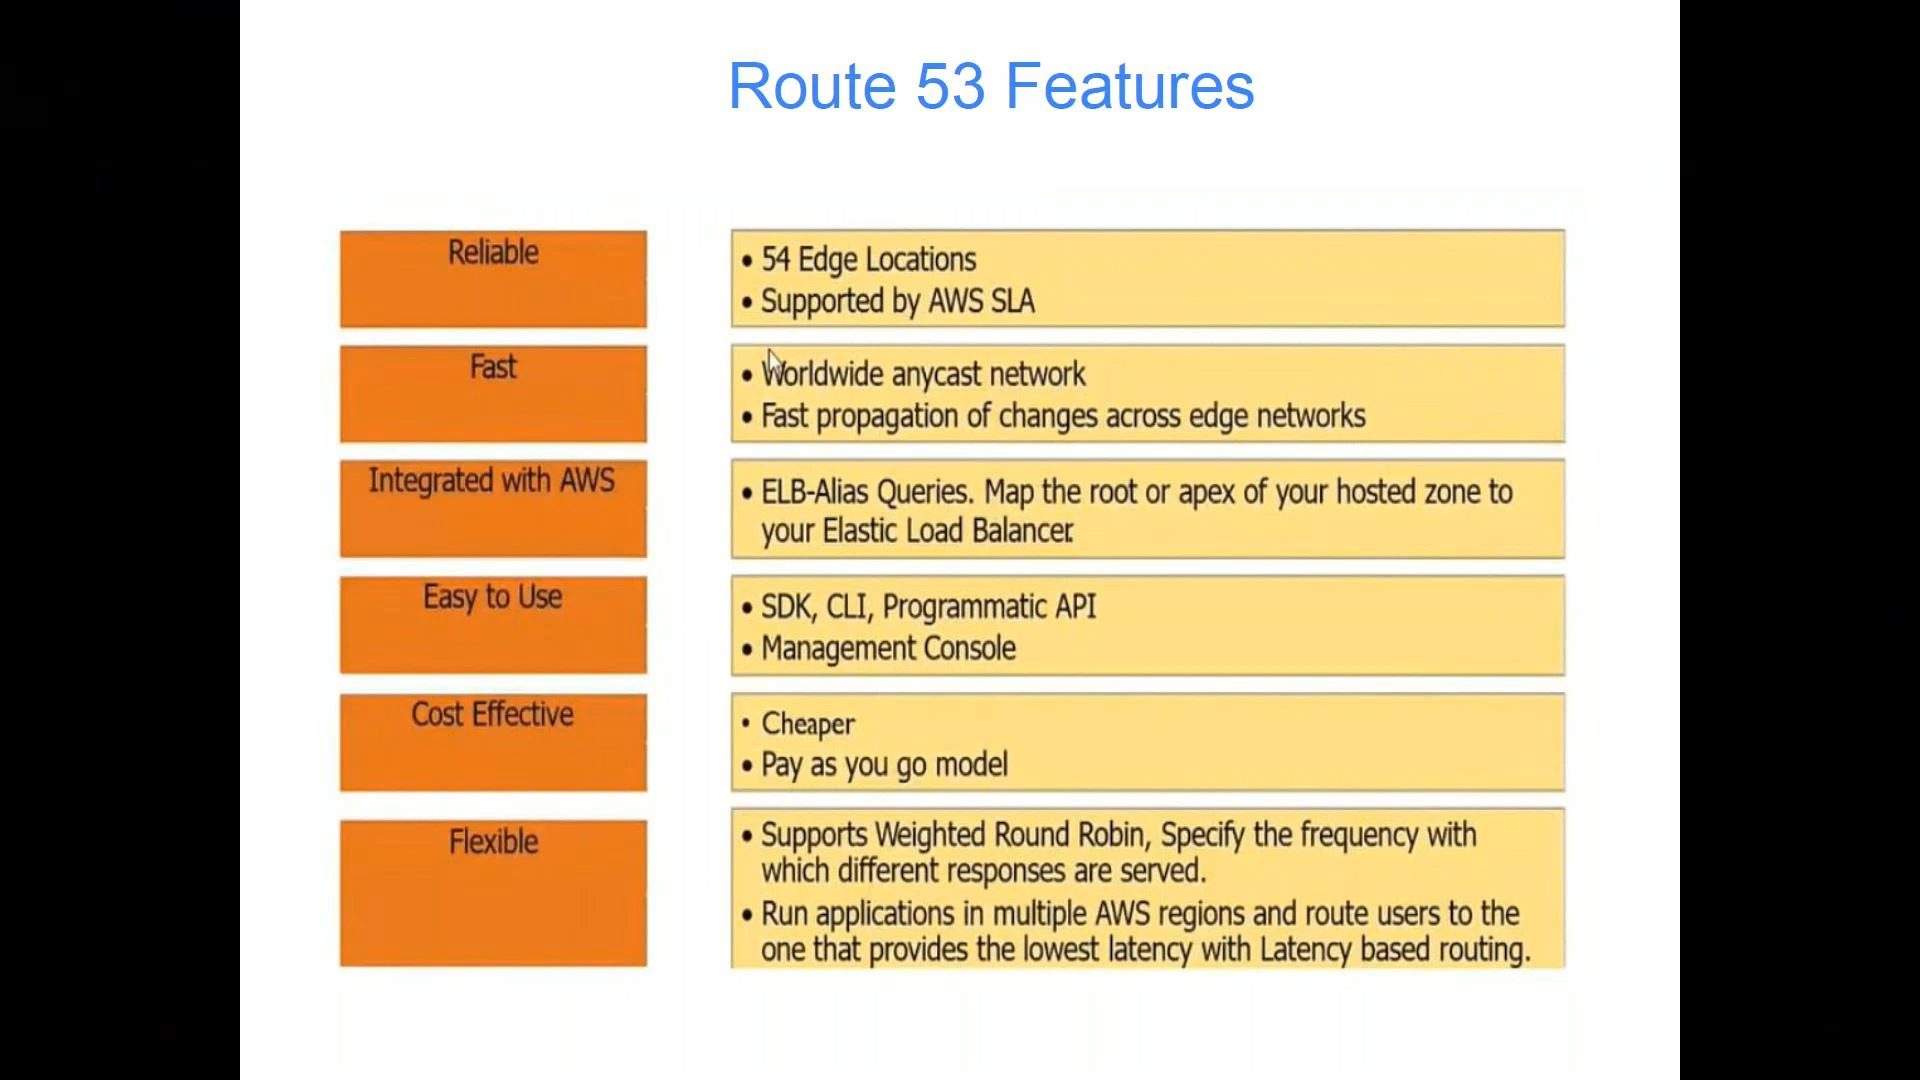 Route 53 Features
Reliable
• 54 Edge Locations
• Supported by AWS SLA
Fast
• Worldwide anycast network
• Fast propagation of changes across edge networks
Integrated with AWS
• ELB-Alias Queries. Map the root or apex of your hosted zone to
your Elastic Load Balancer.
Easy to Use
• SDK, CLI, Programmatic API
• Management Console
Cost Effective
• Cheaper
• Pay as you go model
Flexible
• Supports Weighted Round Robin, Specify the frequency with
which different responses are served.
• Run applications in multiple AWS regions and route users to the
one that provides the lowest latency with Latency based routing.